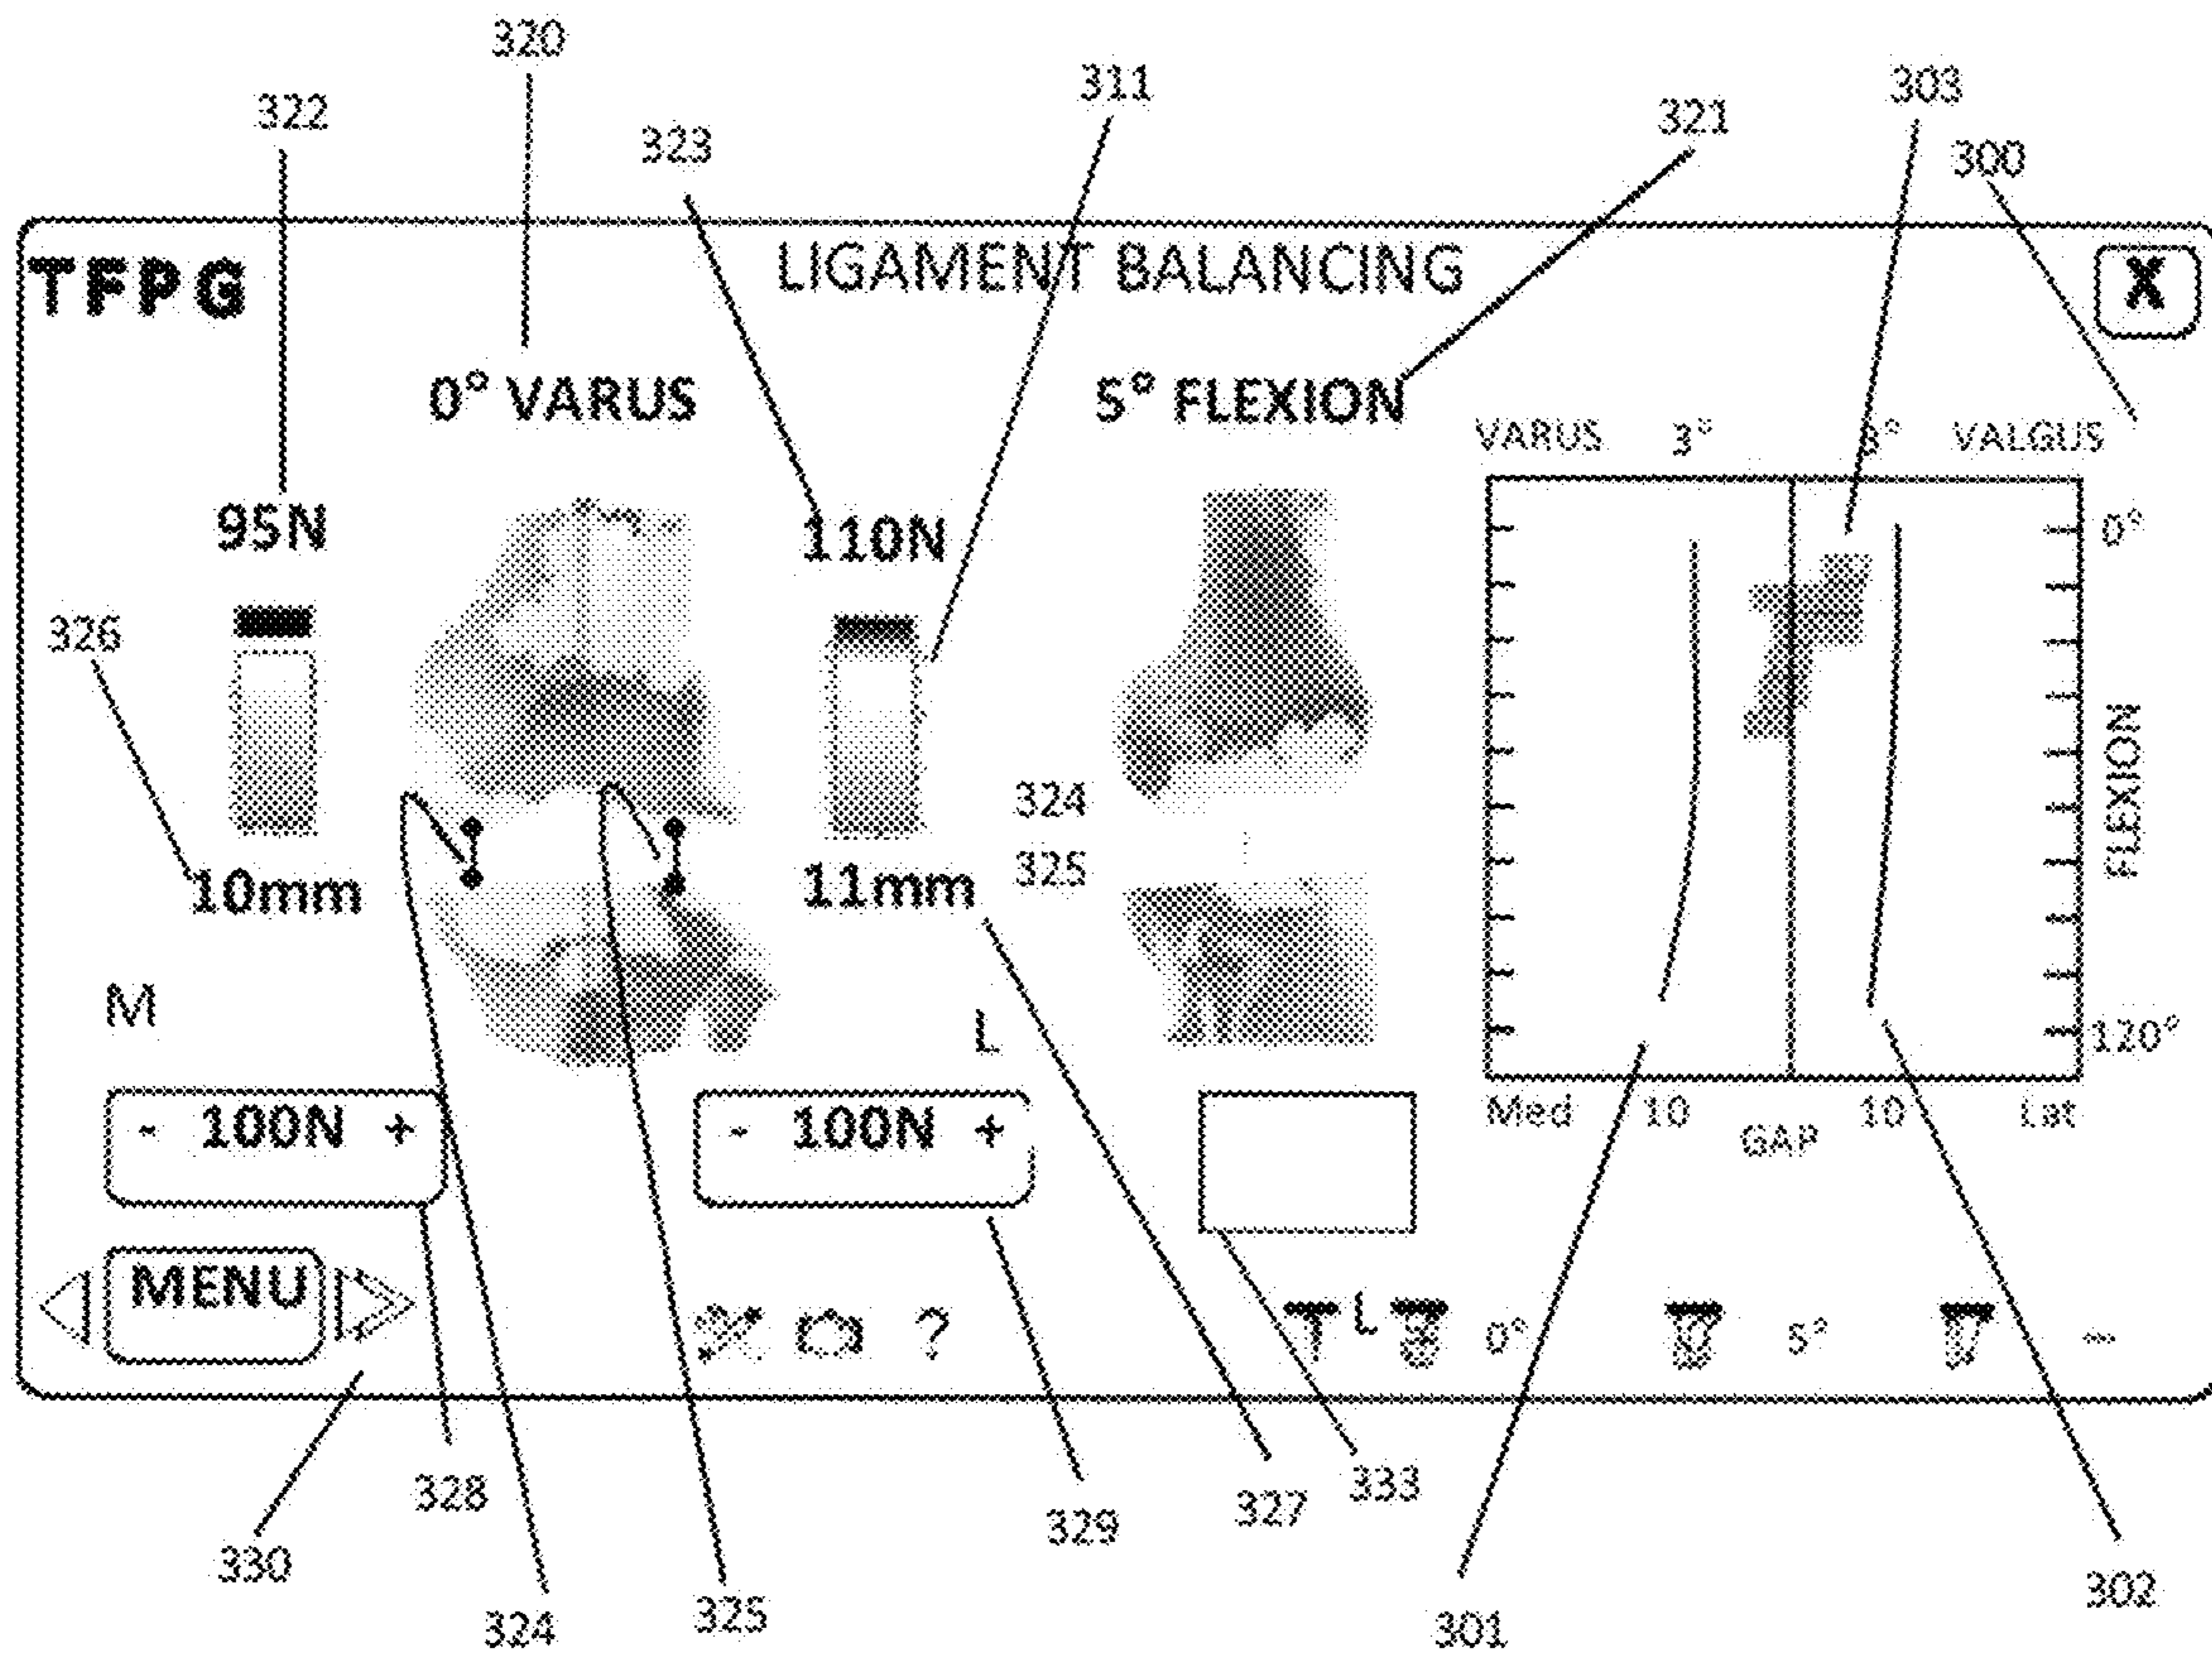 320
322
323
311
321
303
300
TFPG
LIGAMENT BALANCING
X
0° VARUS
5° FLEXION
VARUS 3° 3° VALGUS
95N
110N
0°
326
FLEXION
324
10mm
11mm
325
M
L
120°
Med 10 GAP 10 Lat
- 100N +
- 100N +
MENU
?
L
0°
5°
328
330
324
325
329
327
333
301
302